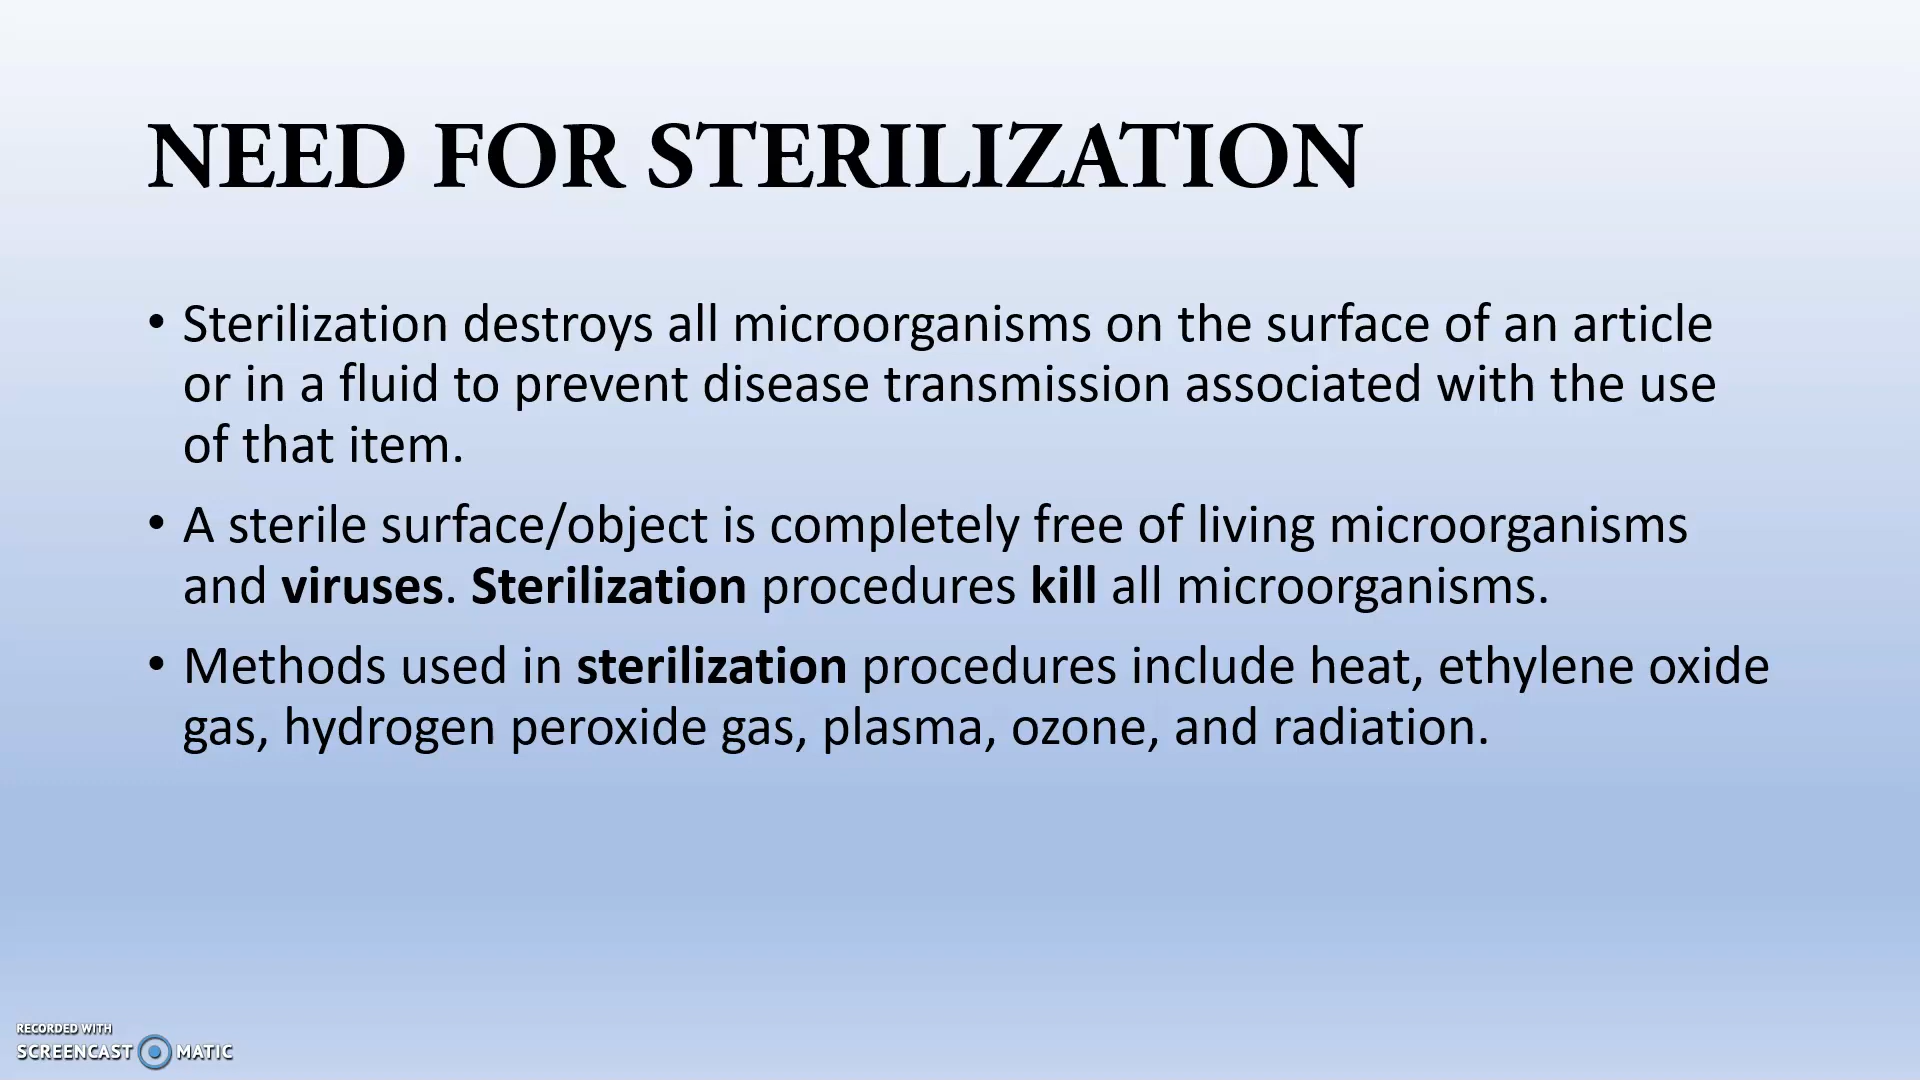 NEED FOR STERILIZATION
• Sterilization destroys all microorganisms on the surface of an article
or in a fluid to prevent disease transmission associated with the use
of that item.
• A sterile surface/object is completely free of living microorganisms
and viruses. Sterilization procedures kill all microorganisms.
• Methods used in sterilization procedures include heat, ethylene oxide
gas, hydrogen peroxide gas, plasma, ozone, and radiation.
RECORDED WITH
SCREENCAST MATIC